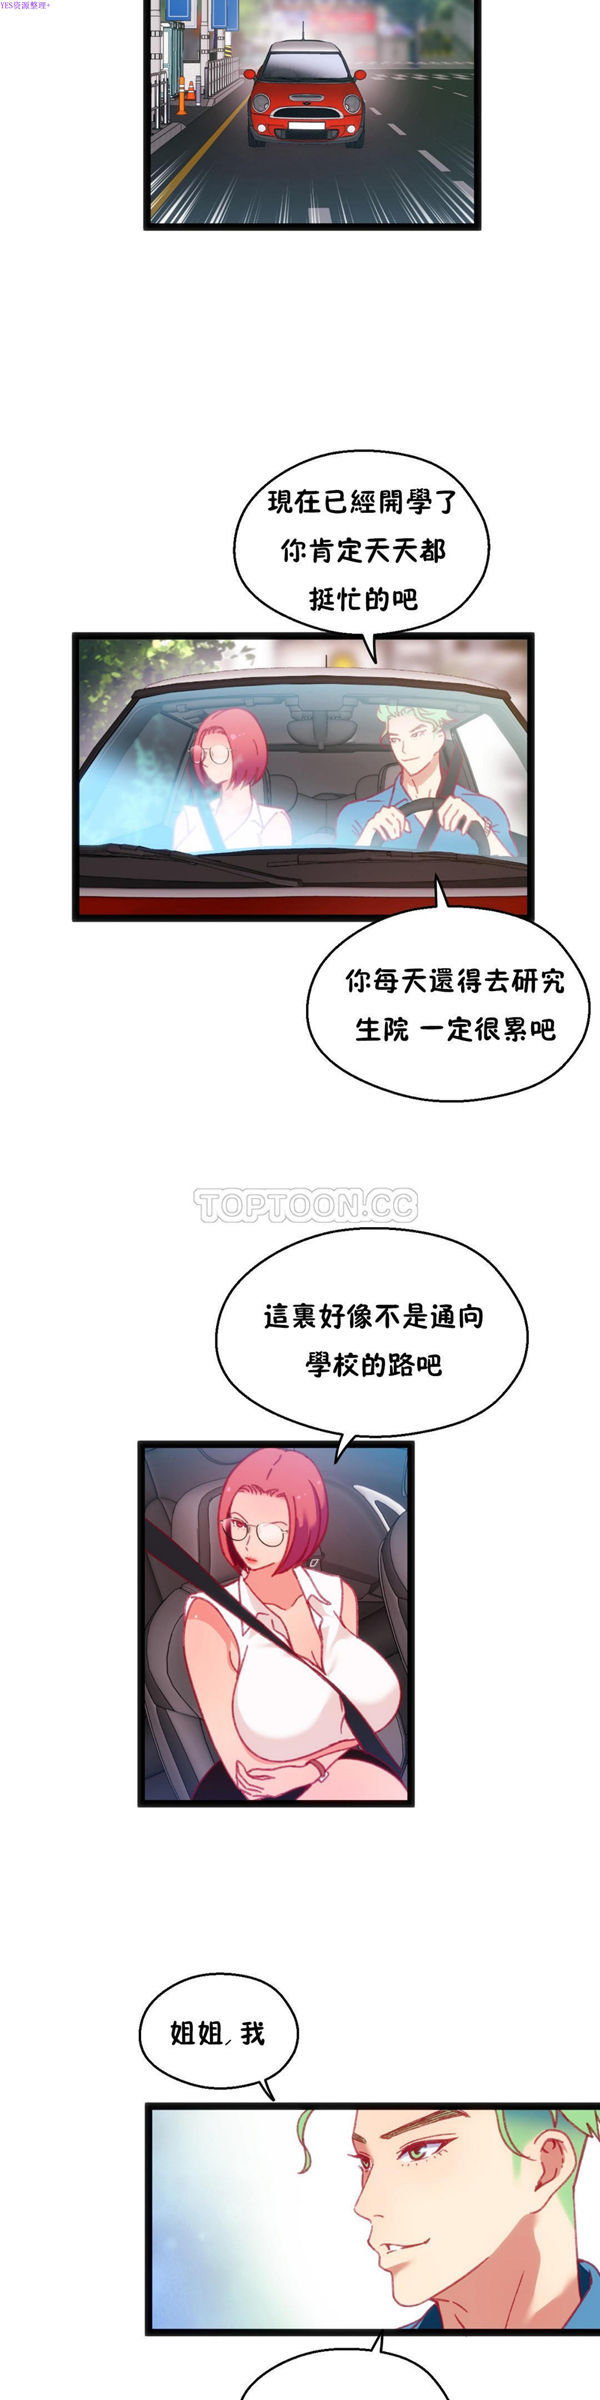 YES资源整理+
現在已經開學了
你肯定天天都
挺忙的吧
你每天還得去研究
生院 一定很累吧
TOPTOON.CC
這裏好像不是通向
學校的路吧
姐姐, 我